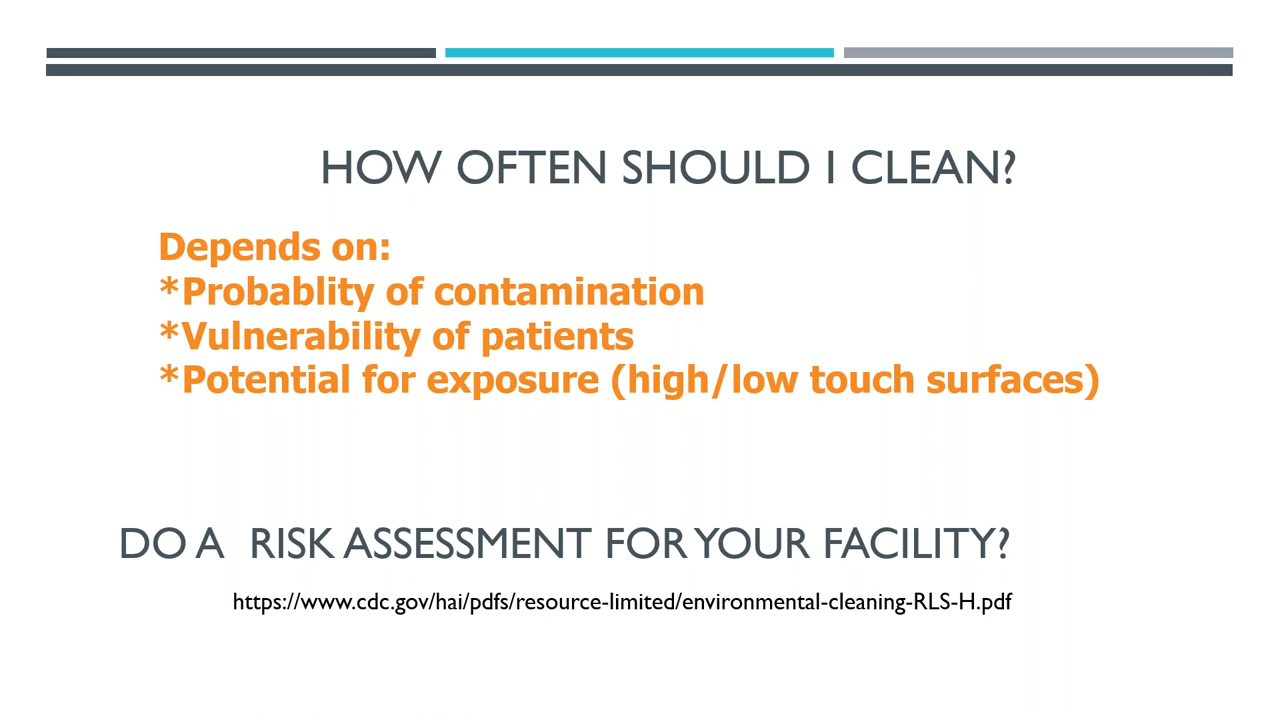 HOW OFTEN SHOULD I CLEAN?
Depends on:
*Probablity of contamination
*Vulnerability of patients
*Potential for exposure (high/low touch surfaces)
DO A RISK ASSESSMENT FOR YOUR FACILITY?
https://www.cdc.gov/hai/pdfs/resource-limited/environmental-cleaning-RLS-H.pdf